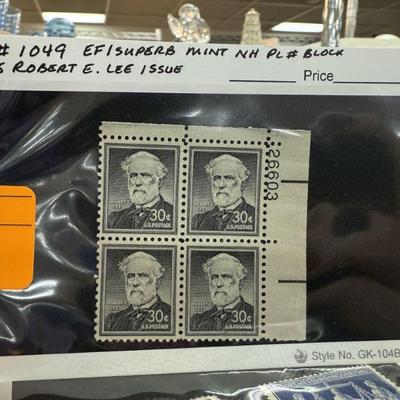 # 1049 EF/SUPERB MINT NH PL# BLOCK
ROBERT E. LEE ISSUE
Price
26603
30¢
U.S. POSTAGE
30¢
U.S. POSTAGE
30¢
U.S. POSTAGE
30¢
U.S. POSTAGE
Style No. GK-104B